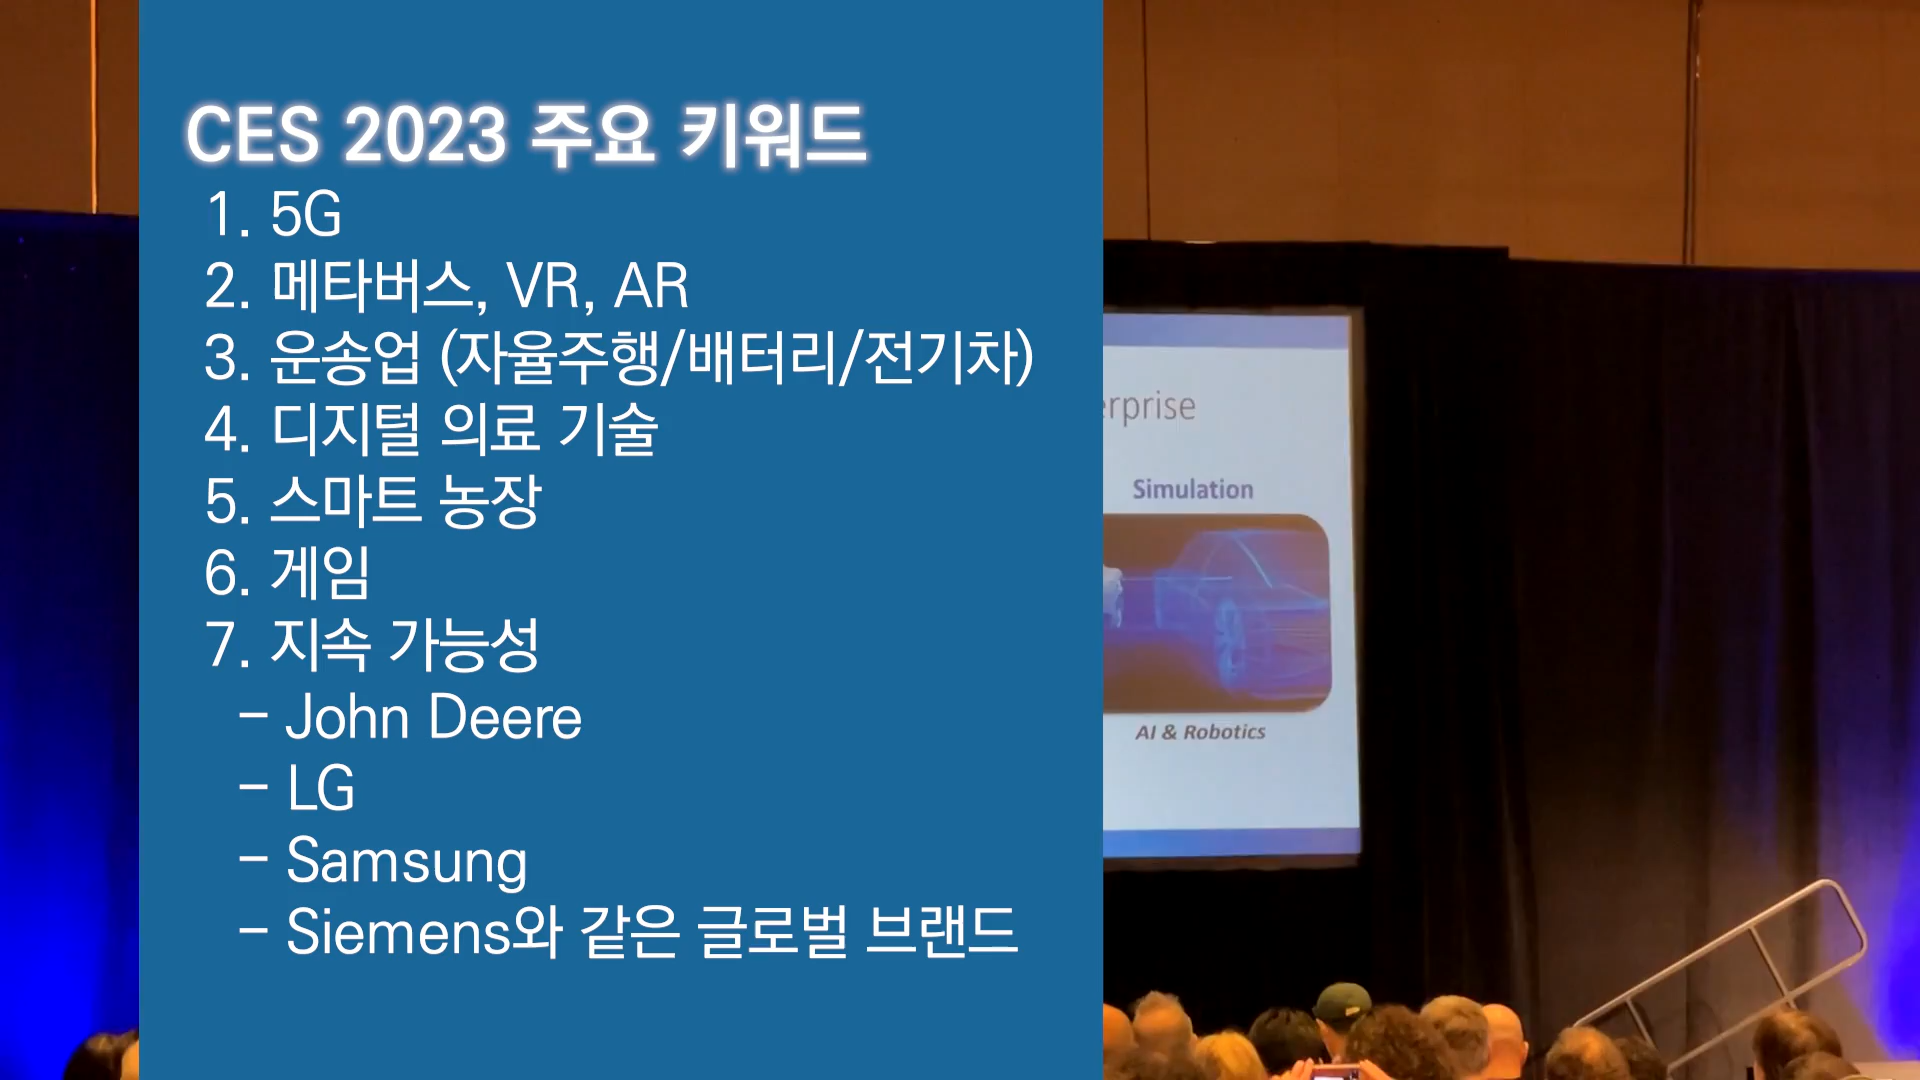 CES 2023 주요 키워드
1. 5G
2. 메타버스, VR, AR
3. 운송업 (자율주행/배터리/전기차)
4. 디지털 의료 기술
5. 스마트 농장
6. 게임
7. 지속 가능성
- John Deere
- LG
- Samsung
- Siemens와 같은 글로벌 브랜드
erprise
Simulation
AI & Robotics